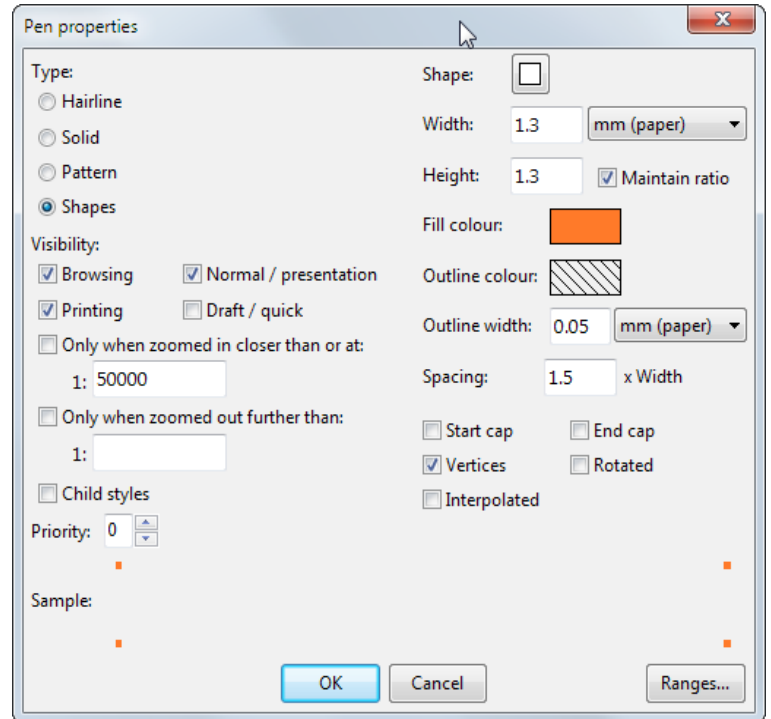 Pen properties
Type:
Hairline
Solid
Pattern
Shapes
Visibility:
Browsing
Normal / presentation
Printing
Draft / quick
Only when zoomed in closer than or at:
1: 50000
Only when zoomed out further than:
1:
Child styles
Priority: 0
Shape:
Width: 1.3 mm (paper)
Height: 1.3 Maintain ratio
Fill colour:
Outline colour:
Outline width: 0.05 mm (paper)
Spacing: 1.5 x Width
Start cap
End cap
Vertices
Rotated
Interpolated
Sample:
OK
Cancel
Ranges...